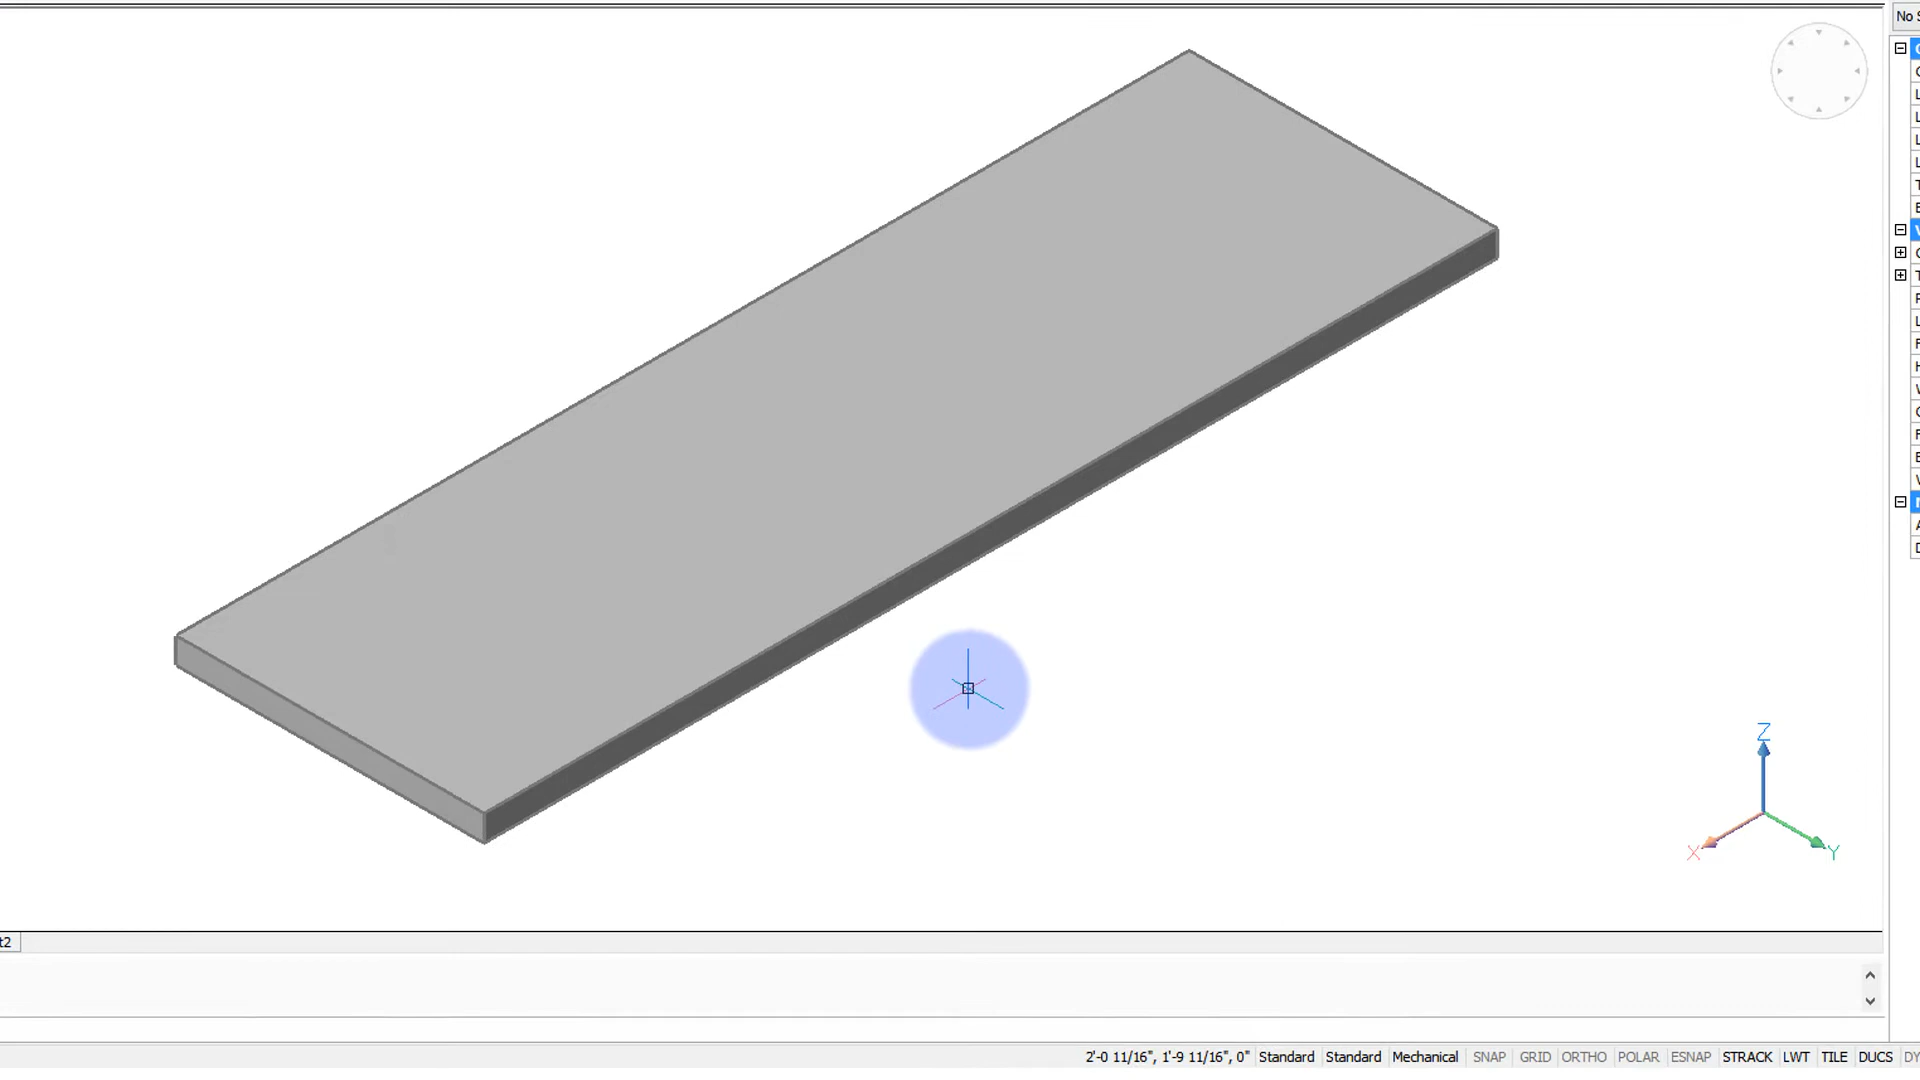 No
Z
X
Y
t2
2'-0 11/16", 1'-9 11/16", 0" Standard Standard Mechanical SNAP GRID ORTHO POLAR ESNAP STRACK LWT TILE DUCS DY